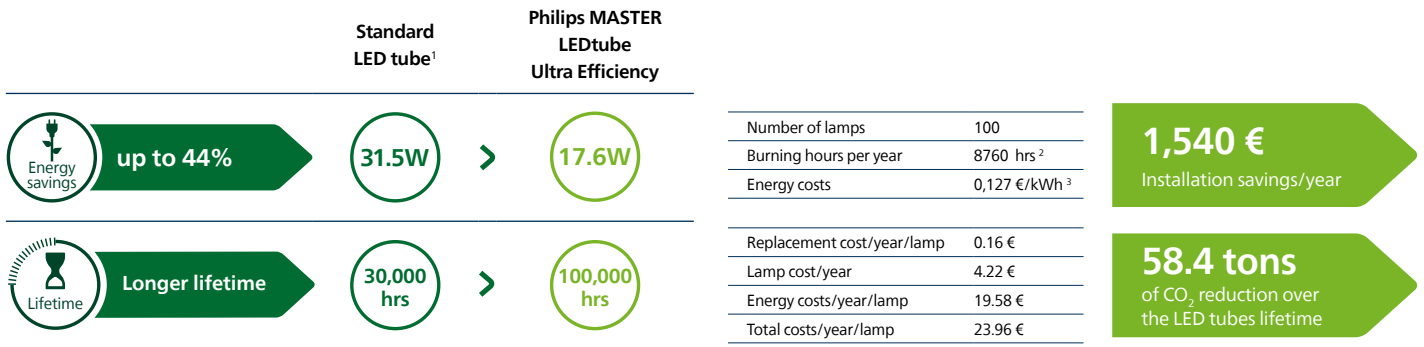 Standard
LED tube¹
Philips MASTER
LEDtube
Ultra Efficiency
Energy
savings
up to 44%
31.5W
>
17.6W
Lifetime
Longer lifetime
30,000
hrs
>
100,000
hrs
Number of lamps 100
Burning hours per year 8760 hrs ²
Energy costs 0,127 €/kWh ³
Replacement cost/year/lamp 0.16 €
Lamp cost/year 4.22 €
Energy costs/year/lamp 19.58 €
Total costs/year/lamp 23.96 €
1,540 €
Installation savings/year
58.4 tons
of CO₂ reduction over
the LED tubes lifetime